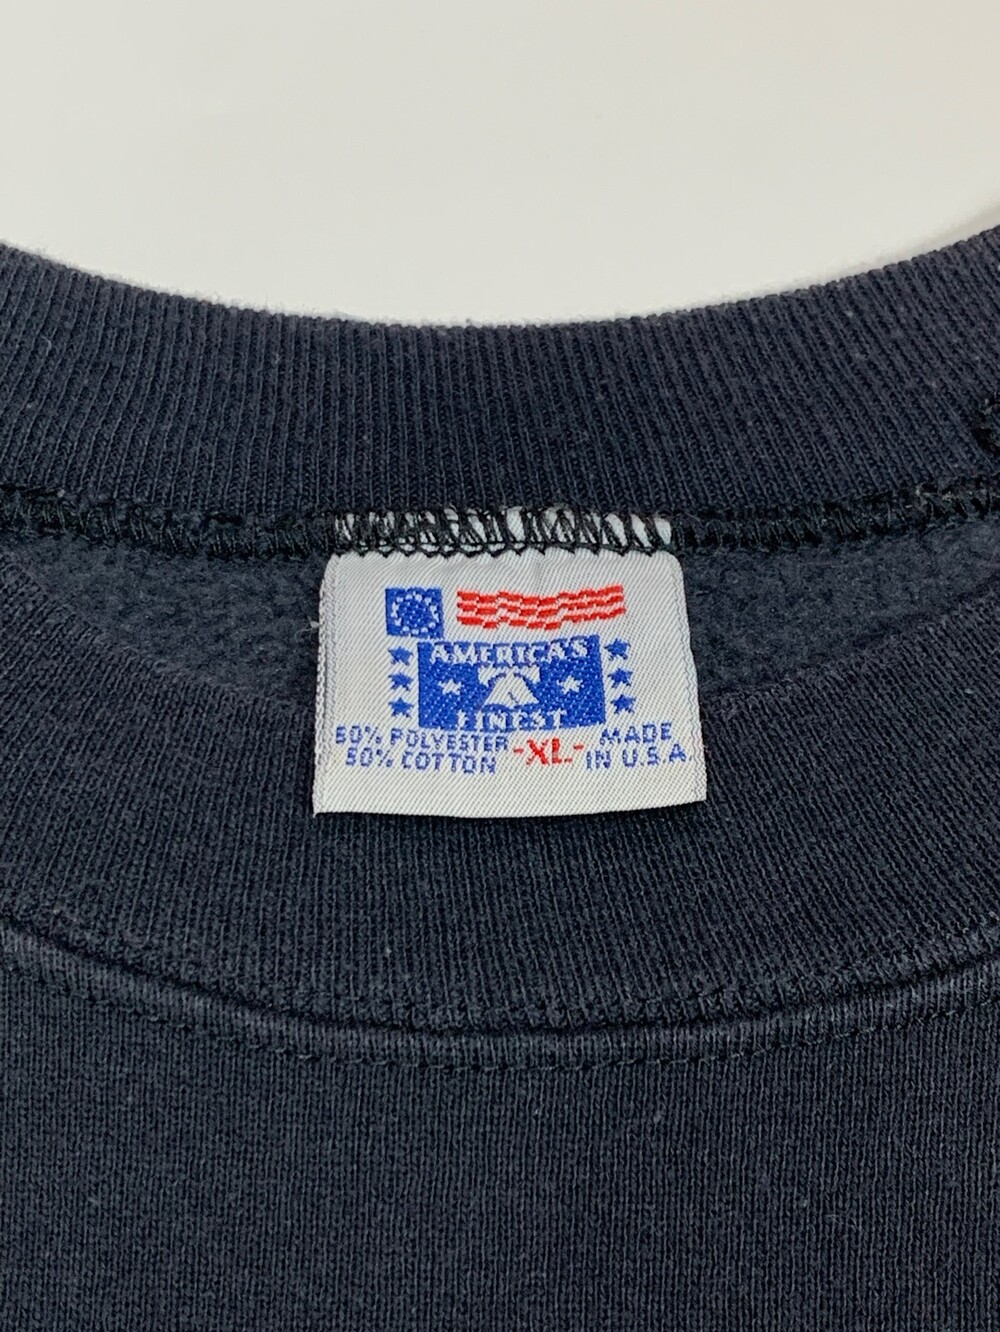 AMERICA'S
FINEST
50% POLYESTER
50% COTTON
-XL-
MADE
IN U.S.A.